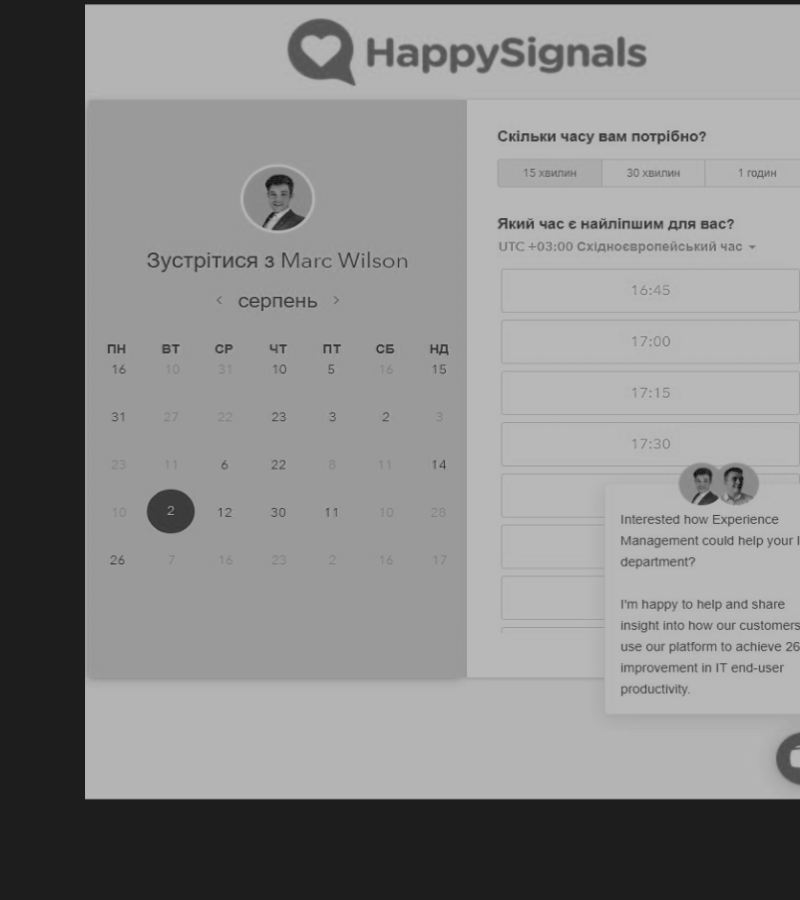 HappySignals
Зустрітися з Marc Wilson
серпень
ПН ВТ СР ЧТ ПТ СБ НД
16 10 31 10 5 16 15
31 27 22 23 3 2 3
23 11 6 22 8 11 14
10 2 12 30 11 10 28
26 7 16 23 2 16 17
Скільки часу вам потрібно?
15 хвилин 30 хвилин 1 годин
Який час є найліпшим для вас?
UTC +03:00 Східноєвропейський час
16:45
17:00
17:15
17:30
Interested how Experience
Management could help your
department?
I'm happy to help and share
insight into how our customers
use our platform to achieve 26
improvement in IT end-user
productivity.